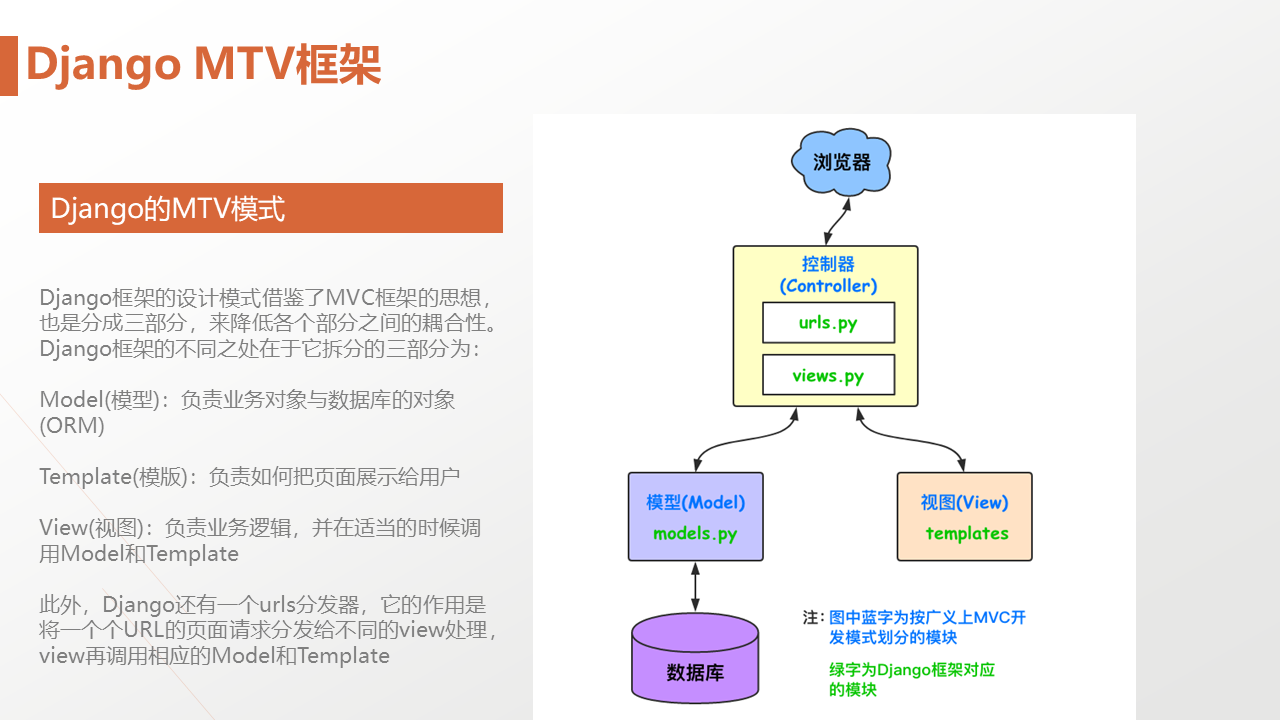 Django MTV框架
Django的MTV模式
Django框架的设计模式借鉴了MVC框架的思想，
也是分成三部分，来降低各个部分之间的耦合性。
Django框架的不同之处在于它拆分的三部分为：
Model(模型)：负责业务对象与数据库的对象
(ORM)
Template(模版)：负责如何把页面展示给用户
View(视图)：负责业务逻辑，并在适当的时候调
用Model和Template
此外，Django还有一个urls分发器，它的作用是
将一个个URL的页面请求分发给不同的view处理，
view再调用相应的Model和Template
浏览器
控制器
(Controller)
urls.py
views.py
模型(Model)
models.py
视图(View)
templates
数据库
注：图中蓝字为按广义上MVC开
发模式划分的模块
绿字为Django框架对应
的模块